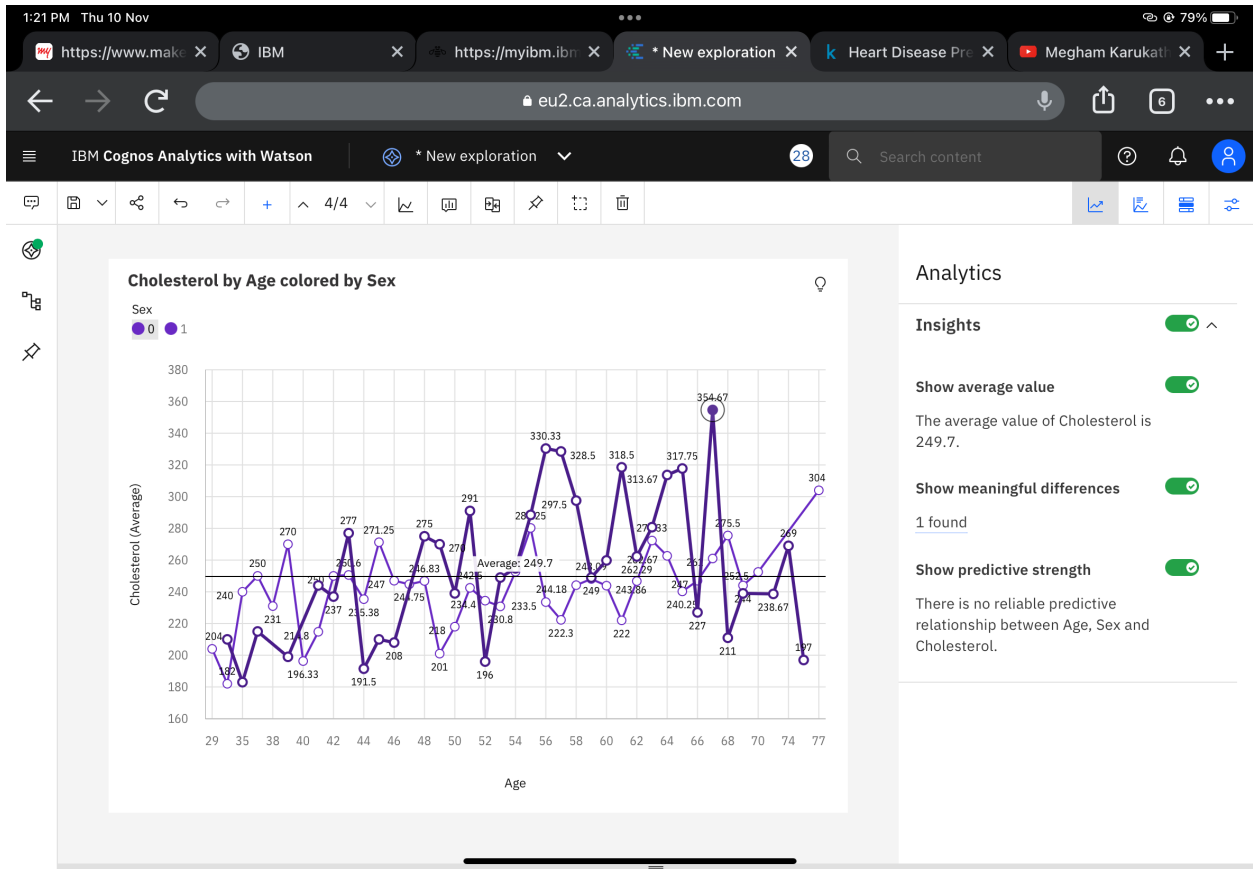 1:21 PM Thu 10 Nov
79%
https://www.make
IBM
https://myibm.ibm
* New exploration
Heart Disease Pre
Megham Karukath
eu2.ca.analytics.ibm.com
6
IBM Cognos Analytics with Watson
* New exploration
28
Search content
4/4
Cholesterol by Age colored by Sex
Sex
0 1
Cholesterol (Average)
380
360
340
320
300
280
260
240
220
200
180
160
354.67
330.33
328.5
318.5
317.75
313.67
304
297.5
291
277
275
275.5
271.25
270
270
269
250
247
246.83
240
237
235.38
234.4
233.5
231
230.8
227
222.3
222
218
211
208
204
201
197
196
196.33
191.5
182
238.67
243.86
244.18
249
262.29
Average: 249.7
29 35 38 40 42 44 46 48 50 52 54 56 58 60 62 64 66 68 70 74 77
Age
Analytics
Insights
Show average value
The average value of Cholesterol is
249.7.
Show meaningful differences
1 found
Show predictive strength
There is no reliable predictive
relationship between Age, Sex and
Cholesterol.